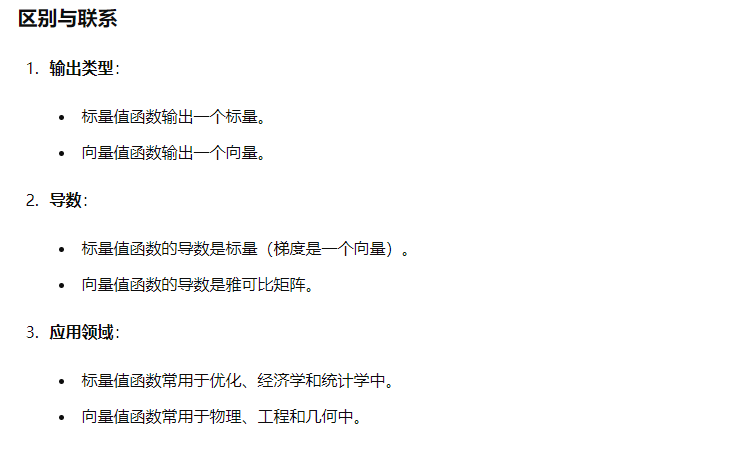 区别与联系
1. 输出类型：
• 标量值函数输出一个标量。
• 向量值函数输出一个向量。
2. 导数：
• 标量值函数的导数是标量（梯度是一个向量）。
• 向量值函数的导数是雅可比矩阵。
3. 应用领域：
• 标量值函数常用于优化、经济学和统计学中。
• 向量值函数常用于物理、工程和几何中。